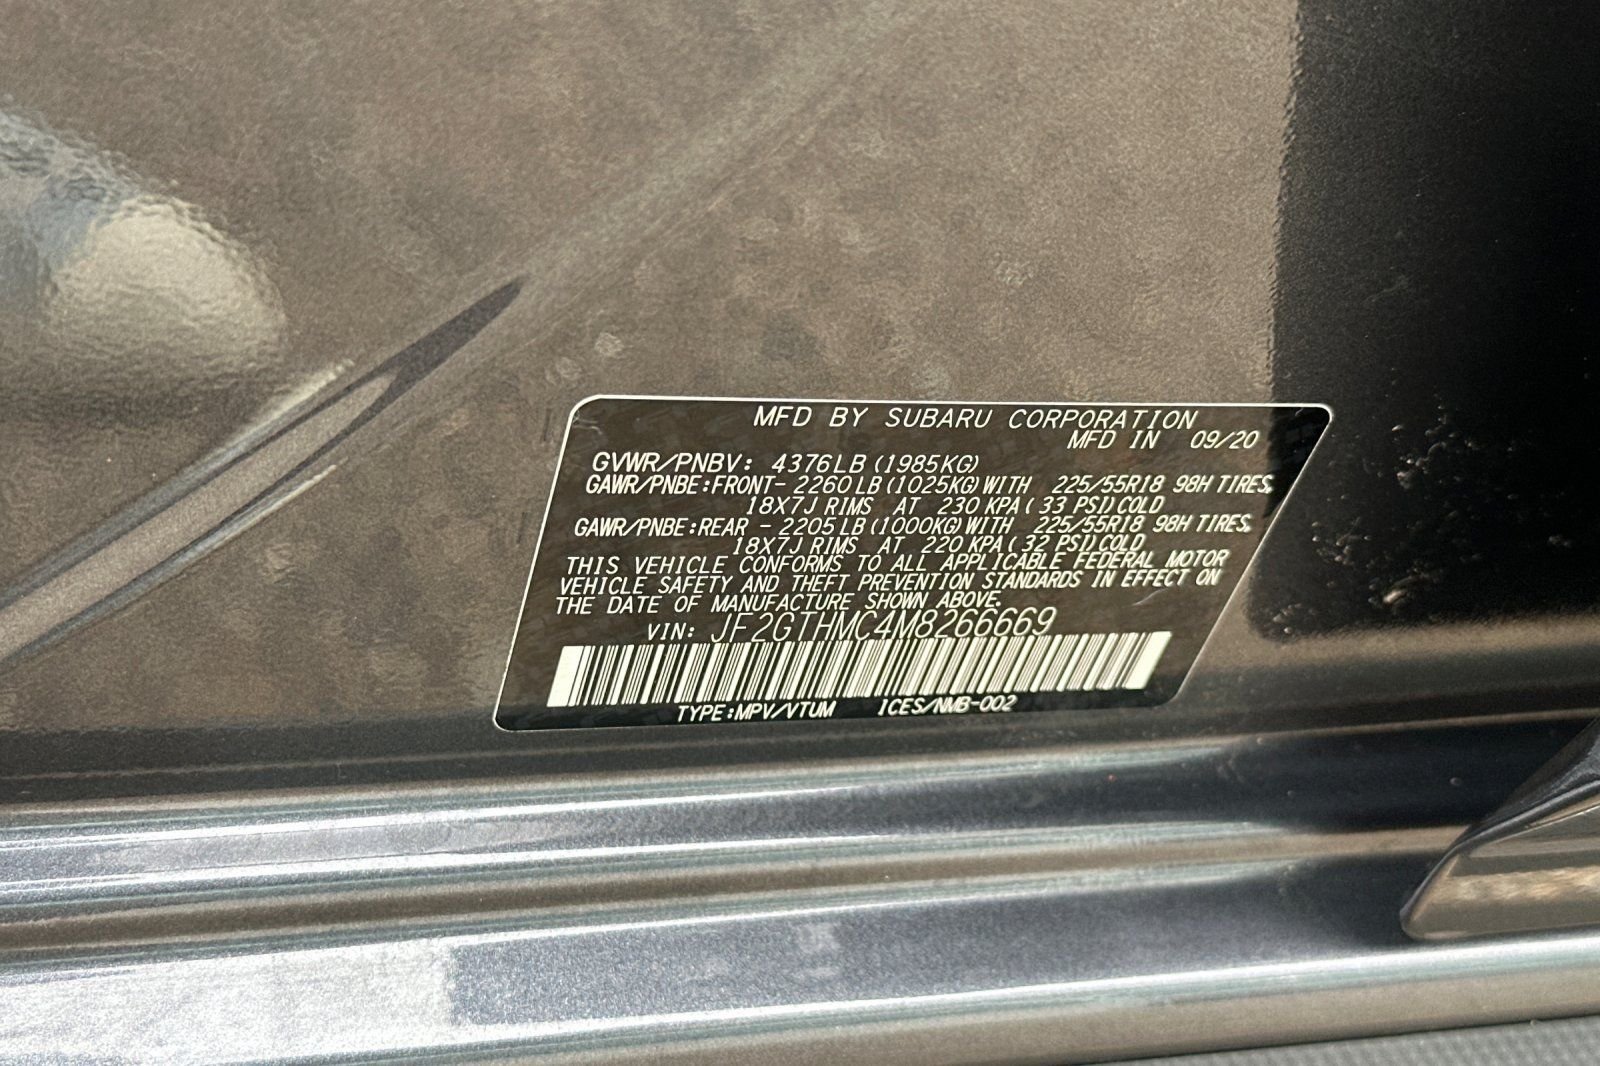 MFD BY SUBARU CORPORATION
MFD IN 09/20
GVWR/PNBV: 4376LB(1985KG)
GAWR/PNBE:FRONT- 2260LB(1025KG)WITH 225/55R18 98H TIRES,
18X7J RIMS AT 230 KPA( 33 PSI)COLD
GAWR/PNBE:REAR - 2205LB(1000KG)WITH 225/55R18 98H TIRES,
18X7J RIMS AT 220 KPA( 32 PSI)COLD
THIS VEHICLE CONFORMS TO ALL APPLICABLE FEDERAL MOTOR
VEHICLE SAFETY AND THEFT PREVENTION STANDARDS IN EFFECT ON
THE DATE OF MANUFACTURE SHOWN ABOVE.
VIN: JF2GTHMC4M8266669
TYPE:MPV/VTUM ICES/NMB-002